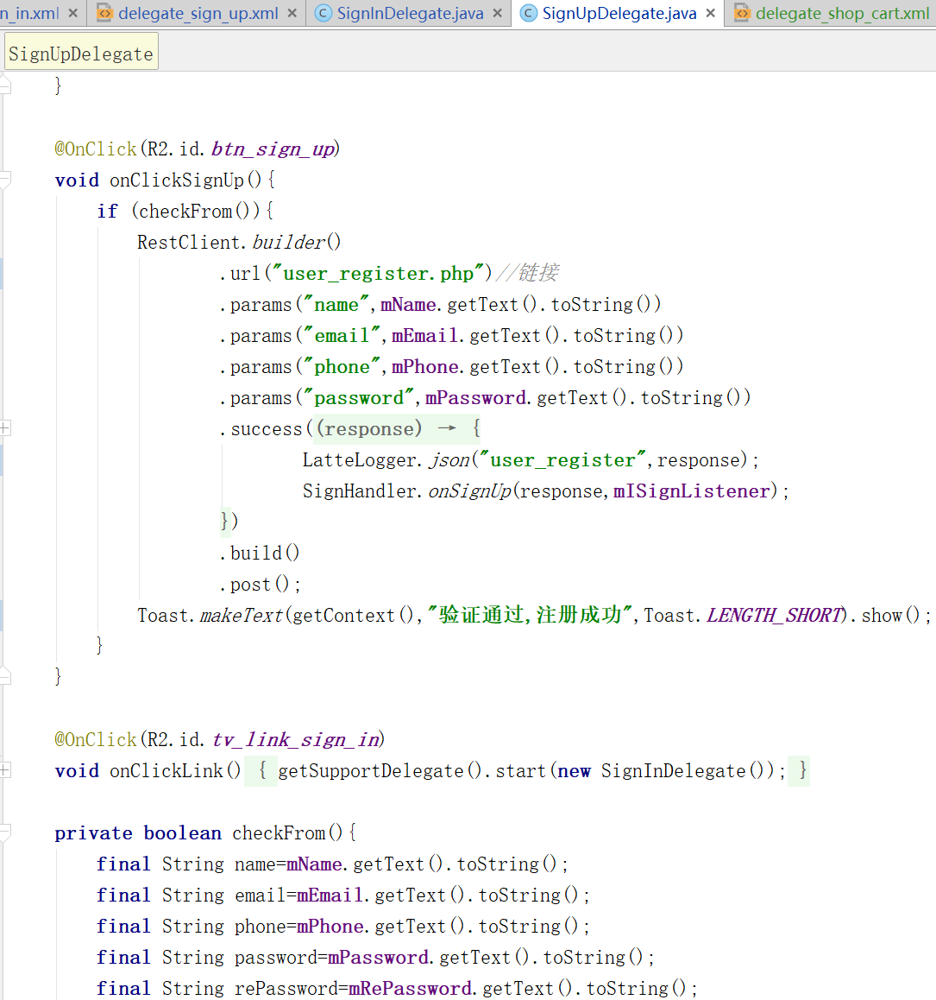 n_in.xml × delegate_sign_up.xml × SignInDelegate.java × SignUpDelegate.java × delegate_shop_cart.xml
SignUpDelegate
}
@OnClick(R2.id.btn_sign_up)
void onClickSignUp(){
if (checkFrom()){
RestClient.builder()
.url("user_register.php")//链接
.params("name",mName.getText().toString())
.params("email",mEmail.getText().toString())
.params("phone",mPhone.getText().toString())
.params("password",mPassword.getText().toString())
.success((response) → {
LatteLogger.json("user_register",response);
SignHandler.onSignUp(response,mISignListener);
})
.build()
.post();
Toast.makeText(getContext(),"验证通过,注册成功",Toast.LENGTH_SHORT).show();
}
}
@OnClick(R2.id.tv_link_sign_in)
void onClickLink() { getSupportDelegate().start(new SignInDelegate()); }
private boolean checkFrom(){
final String name=mName.getText().toString();
final String email=mEmail.getText().toString();
final String phone=mPhone.getText().toString();
final String password=mPassword.getText().toString();
final String rePassword=mRePassword.getText().toString();